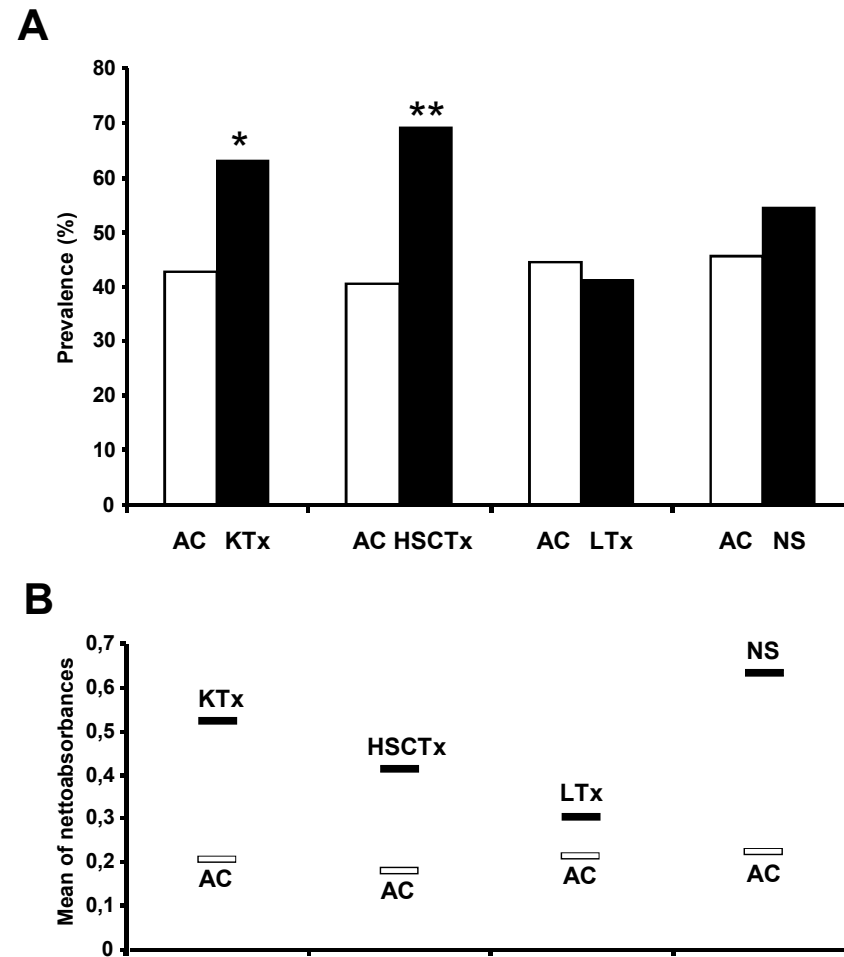 A
80
70
60
50
40
30
20
10
0
Prevalence (%)
*
**
AC KTx
AC HSCTx
AC LTx
AC NS
B
0,7
0,6
0,5
0,4
0,3
0,2
0,1
0
Mean of nettoabsorbances
KTx
AC
HSCTx
AC
LTx
AC
NS
AC